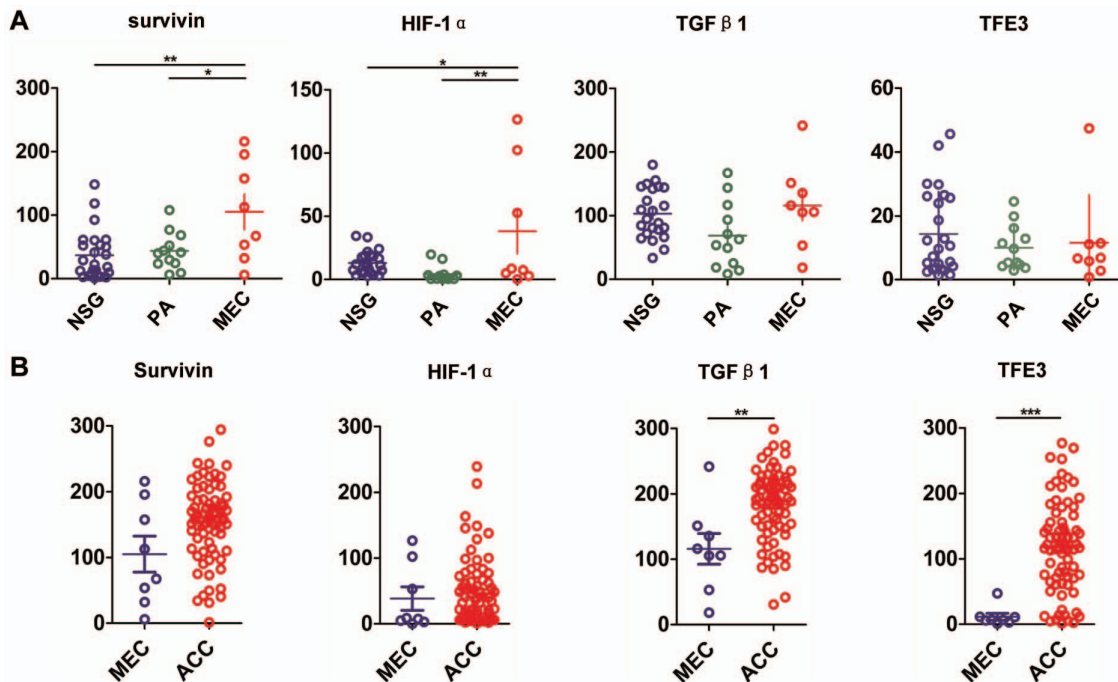 A
survivin
HIF-1 α
TGF β 1
TFE3
**
*
*
**
300
200
100
0
150
100
50
0
300
200
100
0
60
40
20
0
NSG PA MEC
NSG PA MEC
NSG PA MEC
NSG PA MEC
B
Survivin
HIF-1 α
TGF β 1
TFE3
**
***
300
200
100
0
300
200
100
0
300
200
100
0
300
200
100
0
MEC ACC
MEC ACC
MEC ACC
MEC ACC